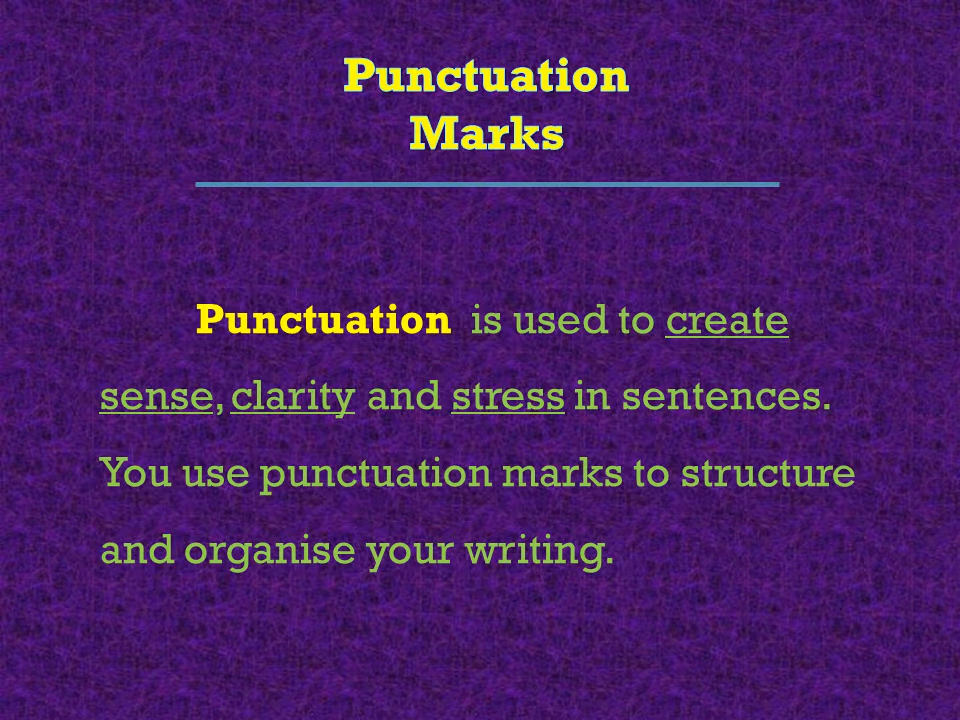 Punctuation
Marks
Punctuation is used to create
sense, clarity and stress in sentences.
You use punctuation marks to structure
and organise your writing.